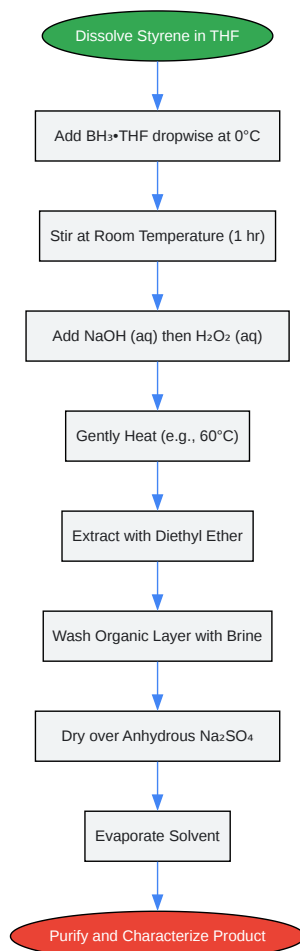 Dissolve Styrene in THF
Add BH₃•THF dropwise at 0°C
Stir at Room Temperature (1 hr)
Add NaOH (aq) then H₂O₂ (aq)
Gently Heat (e.g., 60°C)
Extract with Diethyl Ether
Wash Organic Layer with Brine
Dry over Anhydrous Na₂SO₄
Evaporate Solvent
Purify and Characterize Product